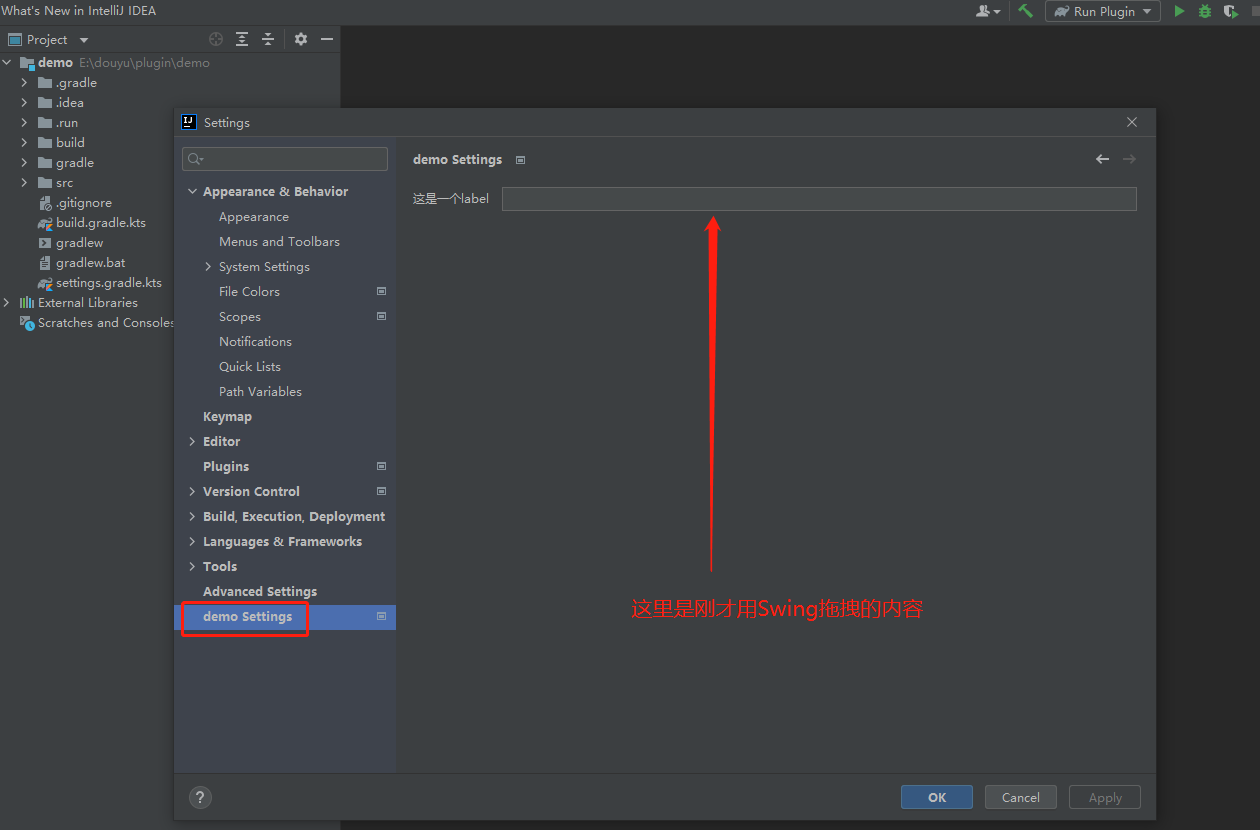 What's New in IntelliJ IDEA
Run Plugin
Project
demo E:\douyu\plugin\demo
.gradle
.idea
.run
build
gradle
src
.gitignore
build.gradle.kts
gradlew
gradlew.bat
settings.gradle.kts
External Libraries
Scratches and Consoles
IJ
Settings
Appearance & Behavior
Appearance
Menus and Toolbars
System Settings
File Colors
Scopes
Notifications
Quick Lists
Path Variables
Keymap
Editor
Plugins
Version Control
Build, Execution, Deployment
Languages & Frameworks
Tools
Advanced Settings
demo Settings
demo Settings
这是一个label
这里是刚才用Swing拖拽的内容
?
OK
Cancel
Apply